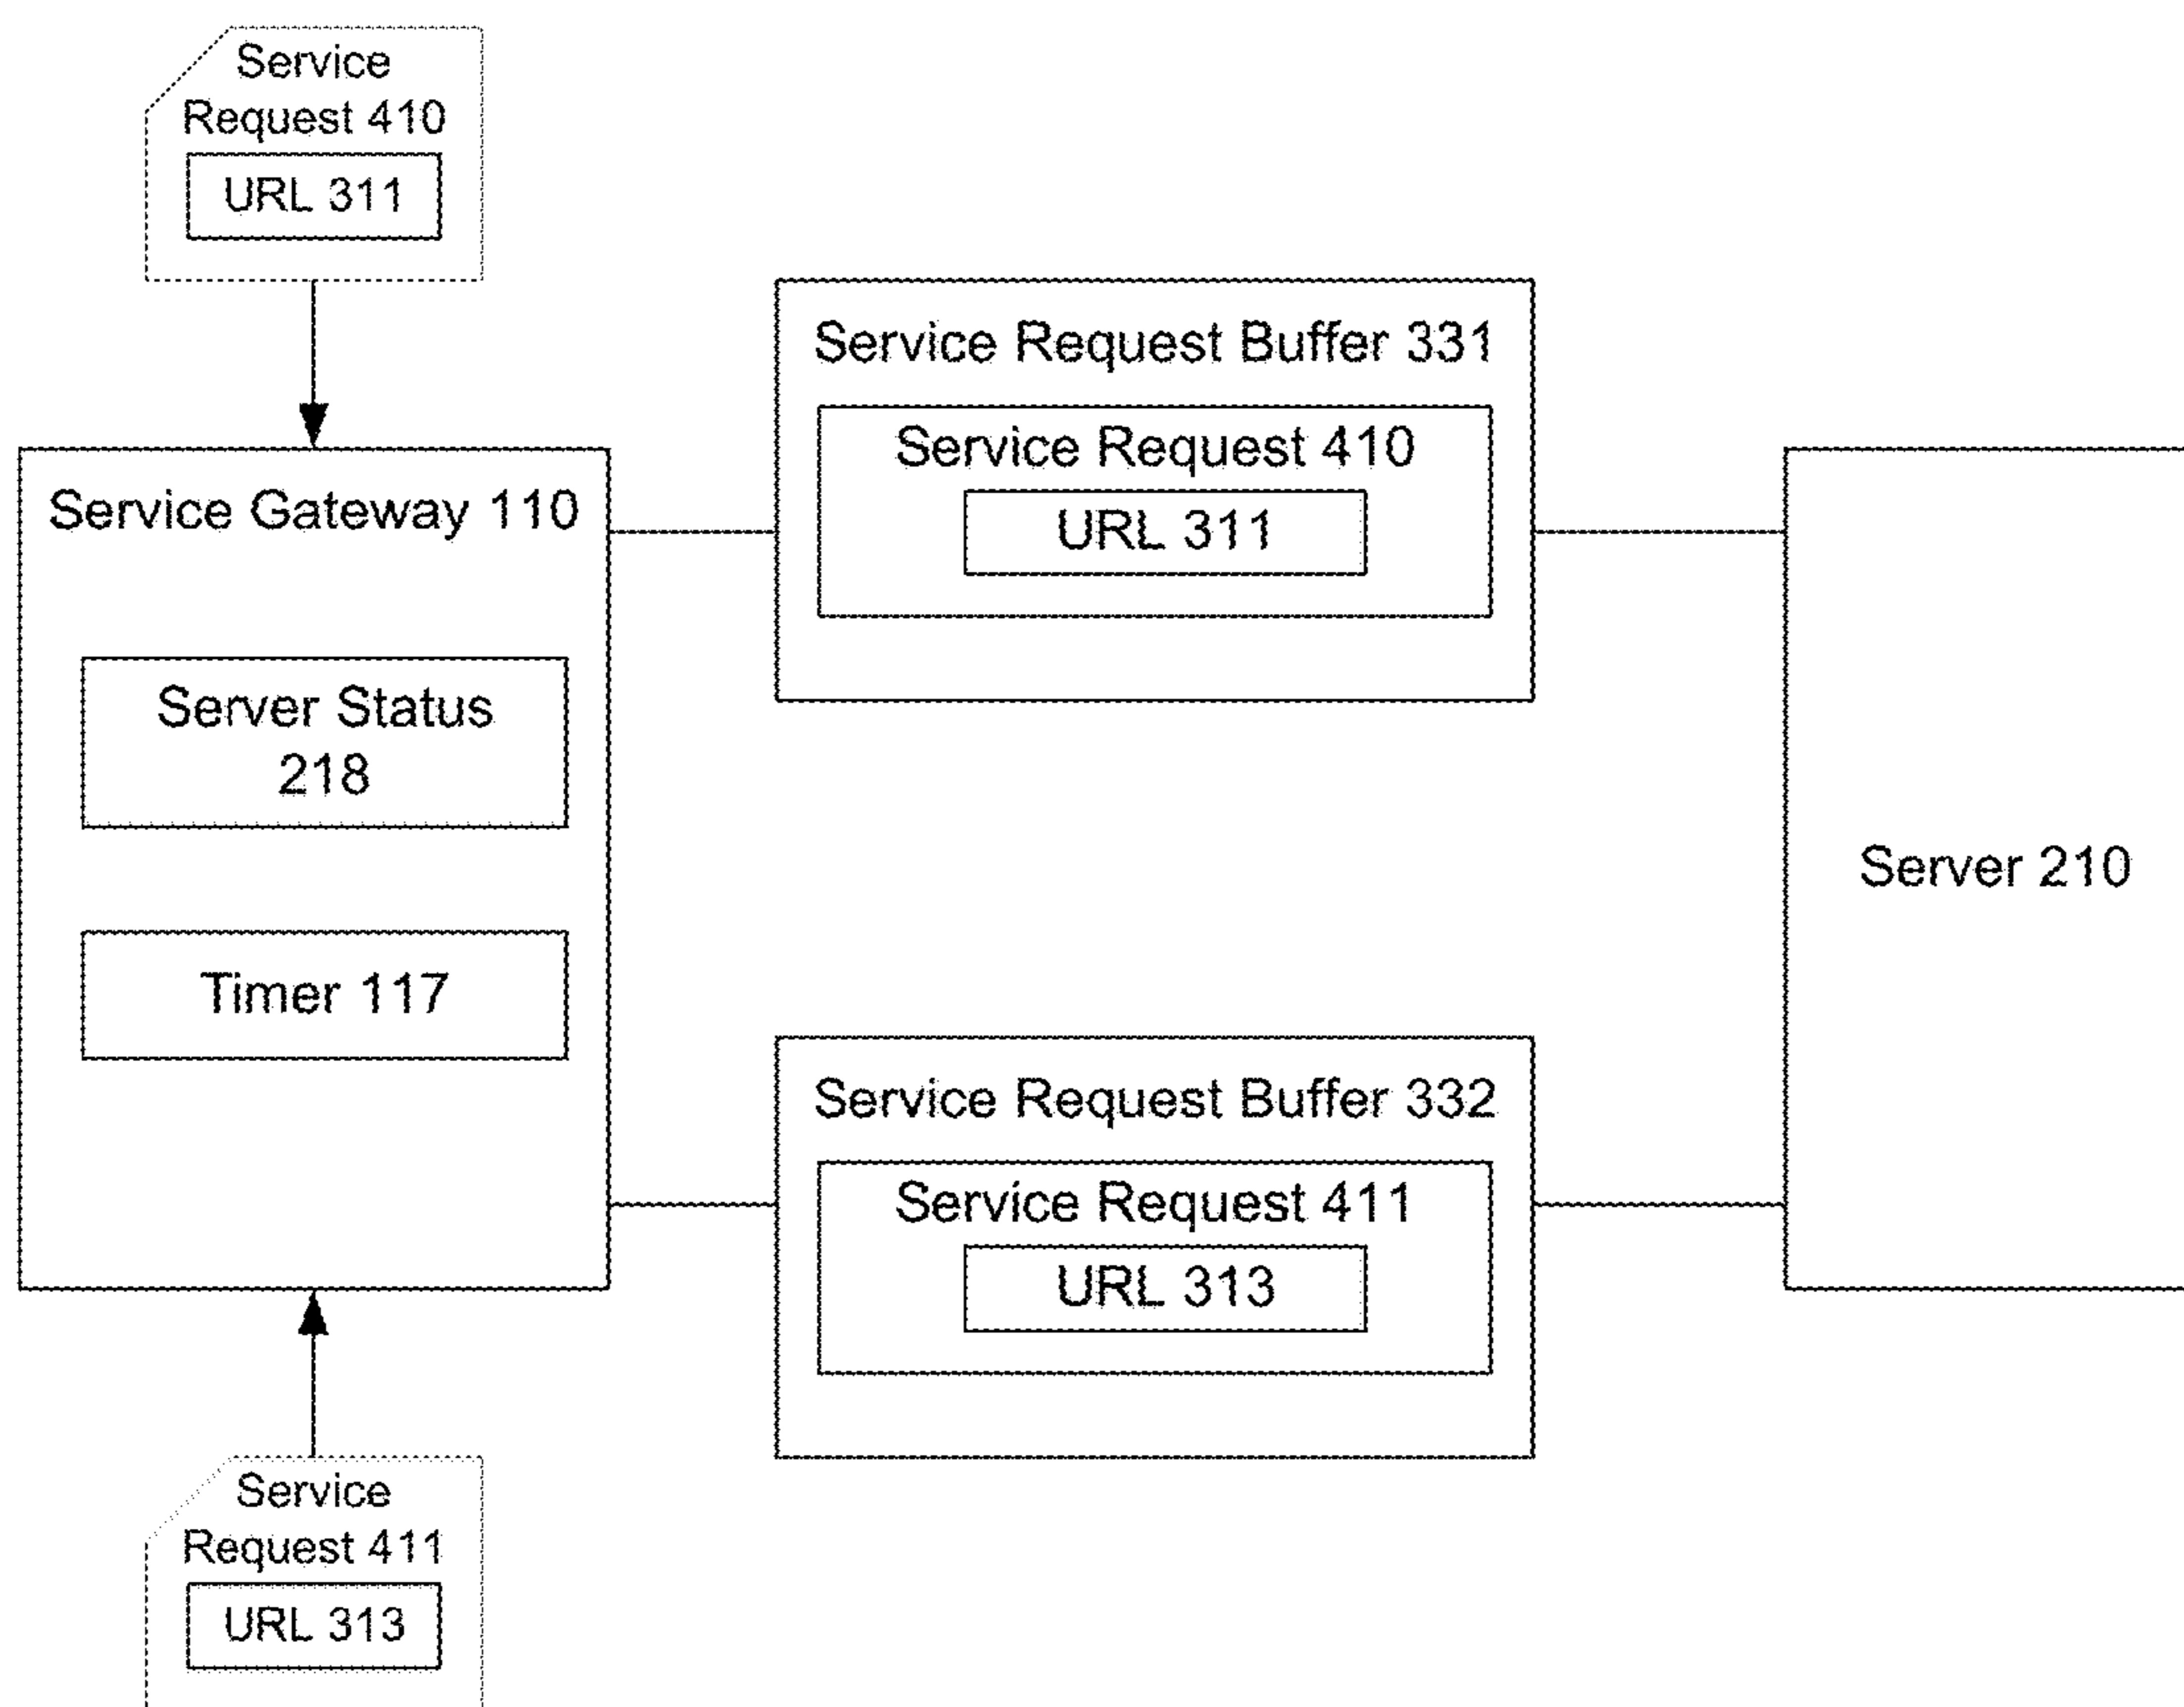 Service
Request 410
URL 311
Service Gateway 110
Server Status
218
Timer 117
Service Request Buffer 331
Service Request 410
URL 311
Service Request Buffer 332
Service Request 411
URL 313
Server 210
Service
Request 411
URL 313